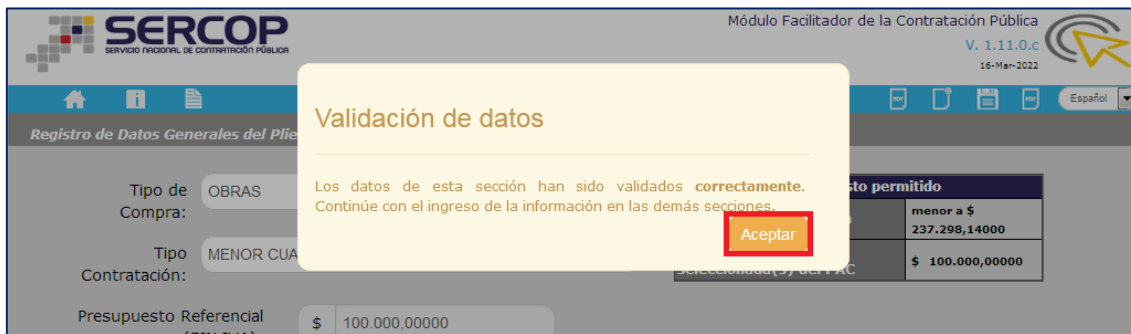 SERCOP
SERVICIO NACIONAL DE CONTRATACIÓN PÚBLICA
Módulo Facilitador de la Contratación Pública
V. 1.11.0.c
16-Mar-2022
PDF
PDF
Español
Registro de Datos Generales del Plie
Validación de datos
Los datos de esta sección han sido validados correctamente.
Continúe con el ingreso de la información en las demás secciones.
Aceptar
Tipo de Compra:
OBRAS
Tipo Contratación:
MENOR CUA
Presupuesto Referencial
$ 100.000,00000
sto permitido
menor a $
237.298,14000
$ 100.000,00000